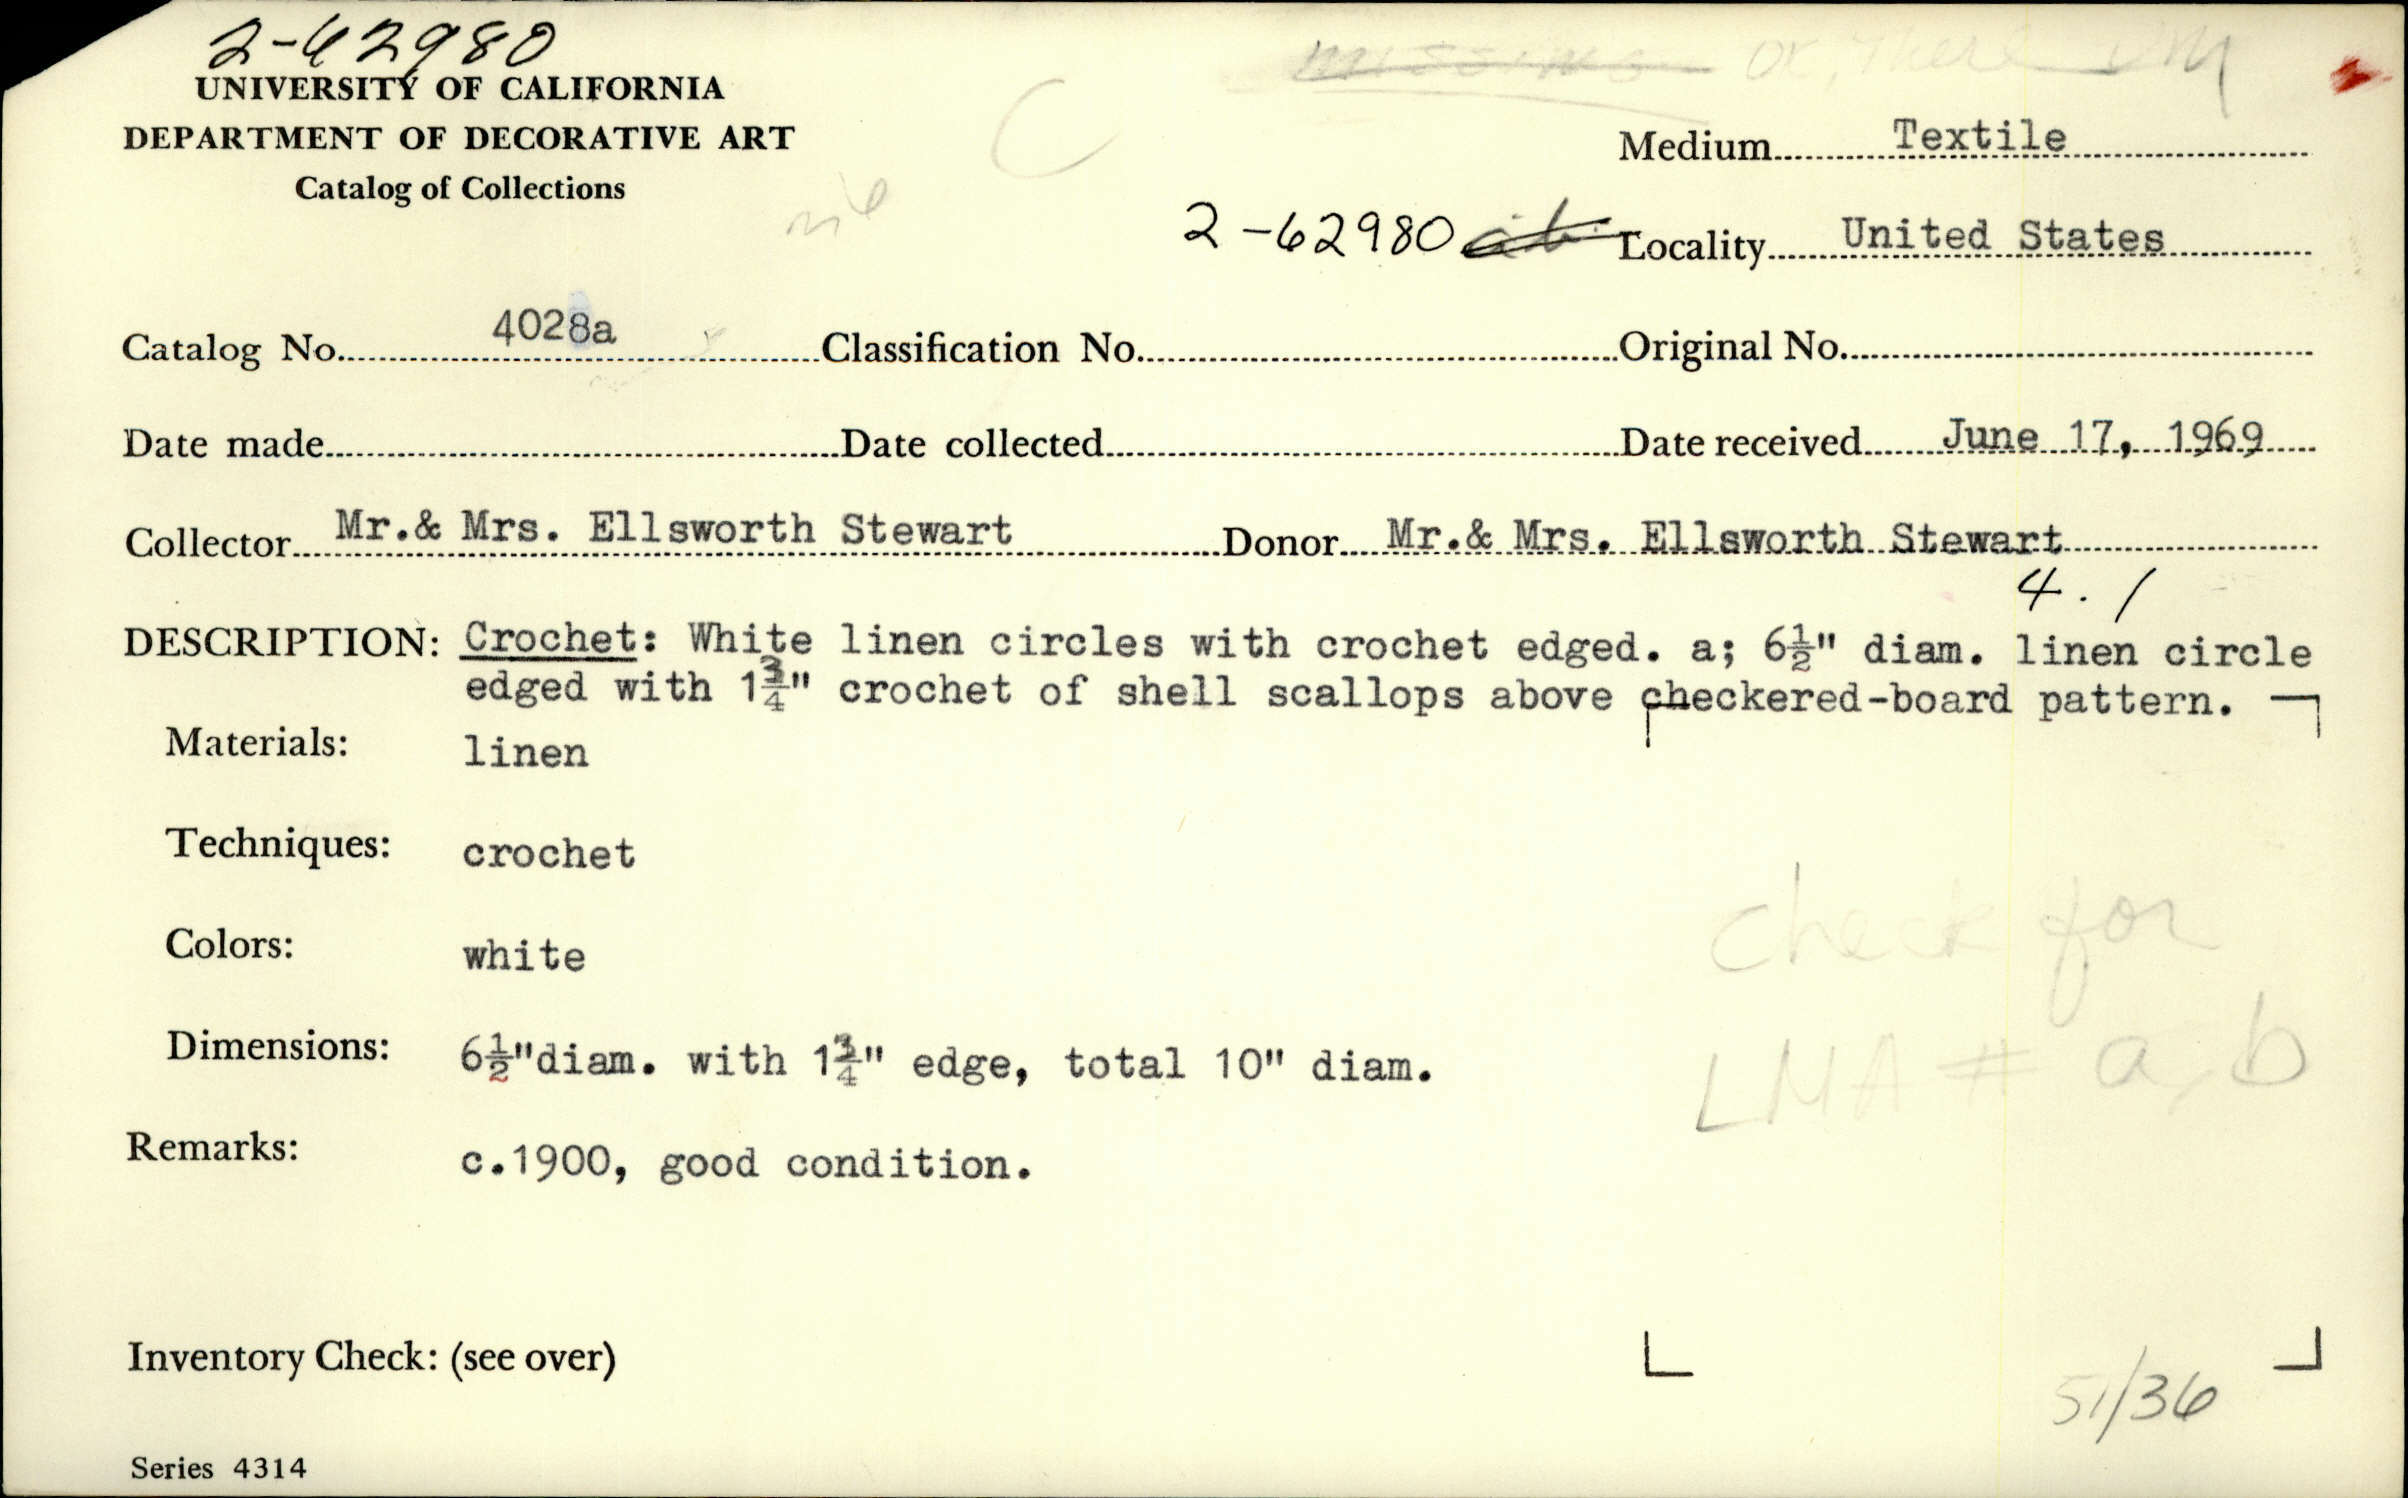 2-62980
UNIVERSITY OF CALIFORNIA
DEPARTMENT OF DECORATIVE ART
Catalog of Collections
missing OK, There
C
Medium Textile
2-62980 Locality United States
Catalog No. 4028a Classification No. Original No.
Date made Date collected Date received June 17, 1969
Collector Mr.& Mrs. Ellsworth Stewart Donor Mr.& Mrs. Ellsworth Stewart
4.1
DESCRIPTION: Crochet: White linen circles with crochet edged. a; 6½" diam. linen circle
edged with 1¾" crochet of shell scallops above checkered-board pattern.
Materials: linen
Techniques: crochet
Colors: white
check for
Dimensions: 6½"diam. with 1¾" edge, total 10" diam.
LMA # a, b
Remarks: c.1900, good condition.
Inventory Check: (see over)
51/36
Series 4314